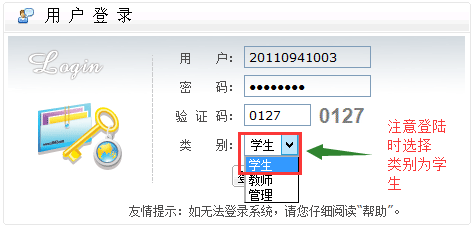 用 户 登 录
Login
用 户： 20110941003
密 码： ●●●●●●●●
验 证 码： 0127 0127
类 别： 学生
学生
教师
管理
注意登陆
时选择
类别为学
生
友情提示：如无法登录系统，请您仔细阅读“帮助”。